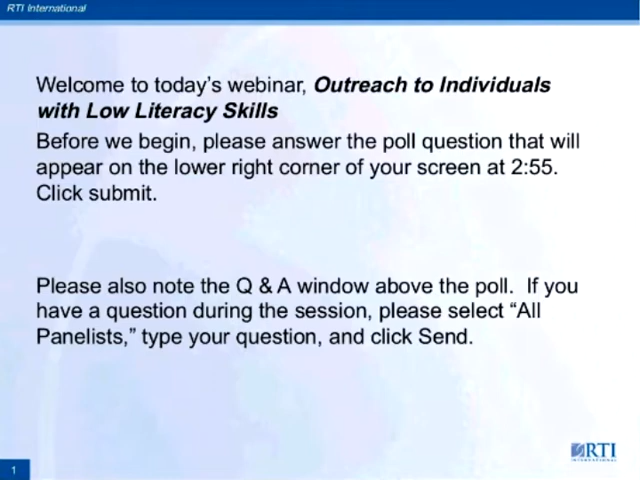 RTI International
Welcome to today’s webinar, Outreach to Individuals
with Low Literacy Skills
Before we begin, please answer the poll question that will
appear on the lower right corner of your screen at 2:55.
Click submit.
Please also note the Q & A window above the poll.  If you
have a question during the session, please select “All
Panelists,” type your question, and click Send.
RTI
INTERNATIONAL
1